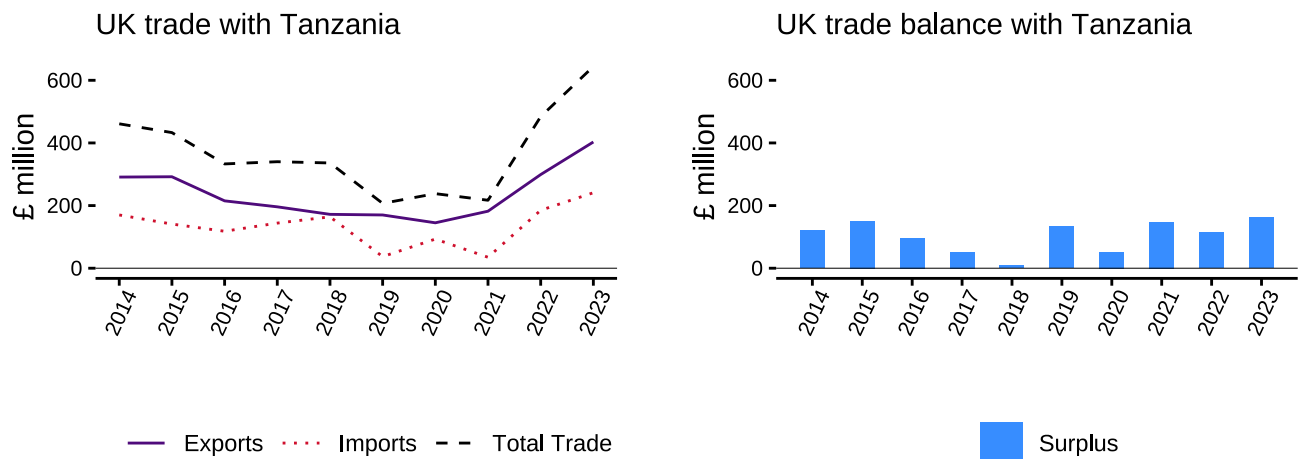 UK trade with Tanzania
£ million
600
400
200
0
2014 2015 2016 2017 2018 2019 2020 2021 2022 2023
Exports Imports Total Trade
UK trade balance with Tanzania
£ million
600
400
200
0
2014 2015 2016 2017 2018 2019 2020 2021 2022 2023
Surplus